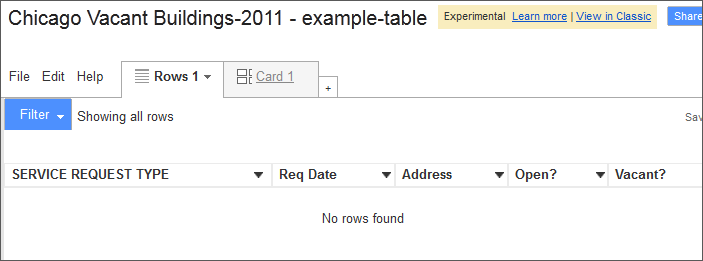 Chicago Vacant Buildings-2011 - example-table
Experimental Learn more | View in Classic
Share
File Edit Help Rows 1 Card 1 +
Filter Showing all rows
Sav
SERVICE REQUEST TYPE Req Date Address Open? Vacant?
No rows found